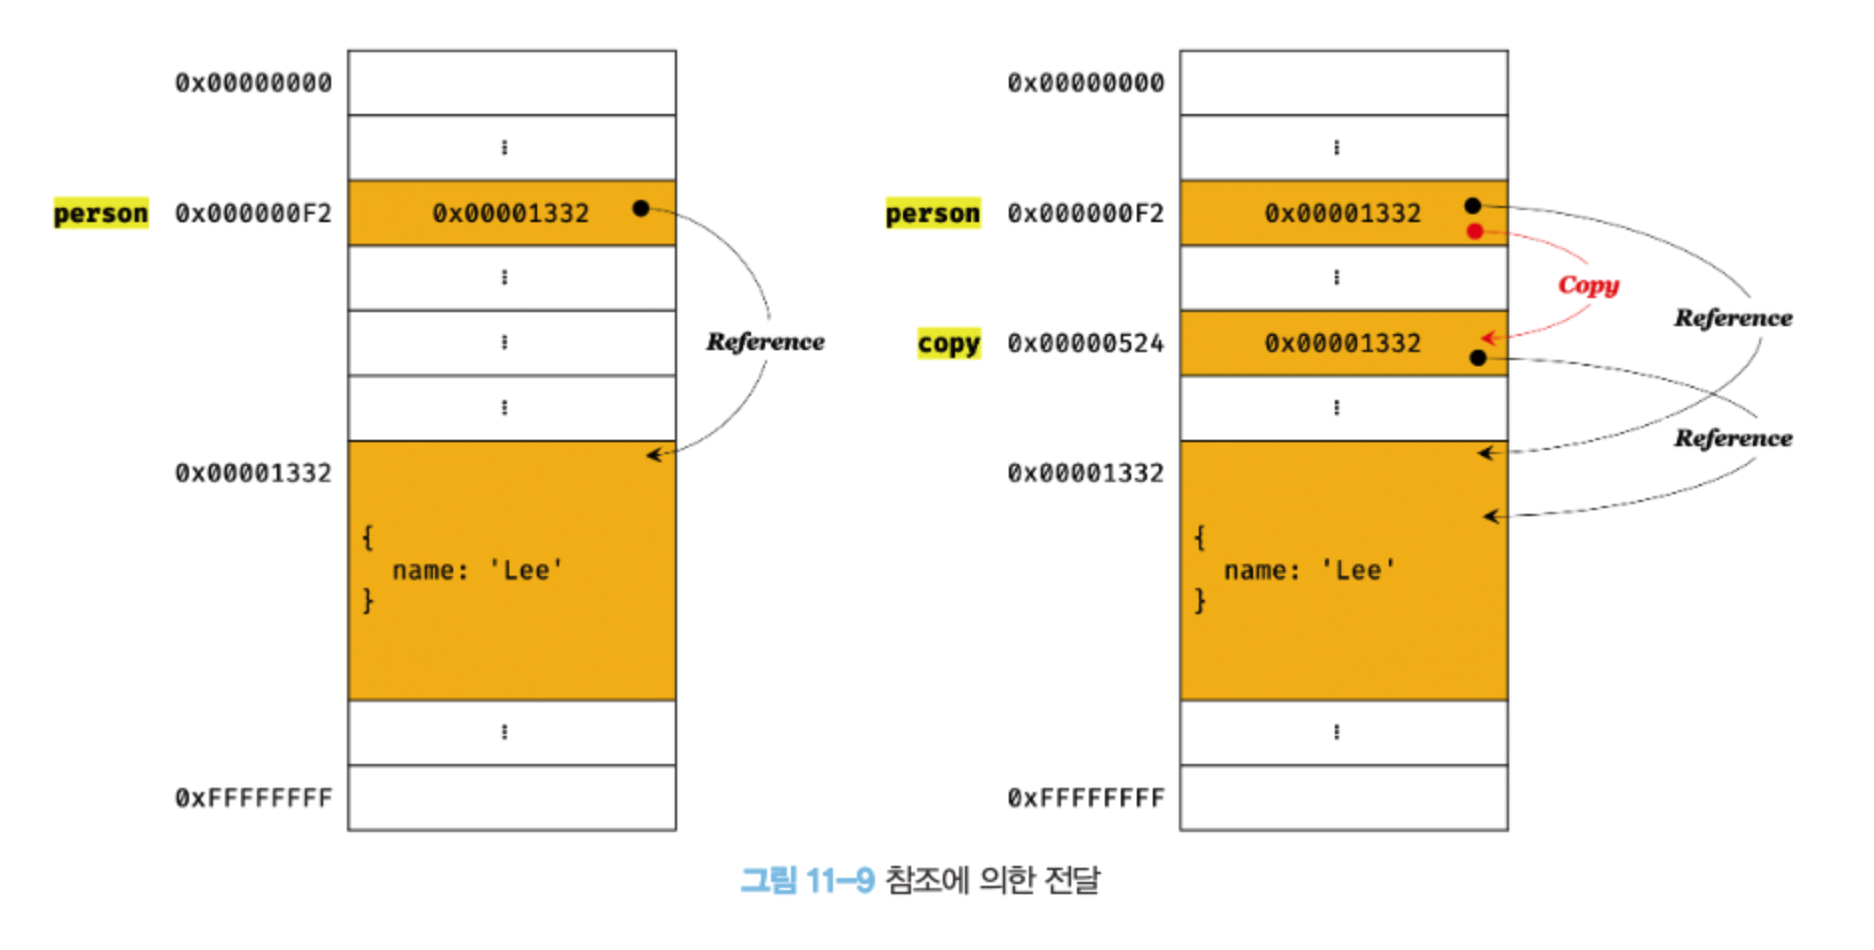 0x00000000
⋮
person 0x000000F2 0x00001332
⋮
⋮
Reference
⋮
0x00001332
{
name: 'Lee'
}
⋮
0xFFFFFFFF
0x00000000
⋮
person 0x000000F2 0x00001332
⋮
Copy
Reference
copy 0x00000524 0x00001332
⋮
Reference
0x00001332
{
name: 'Lee'
}
⋮
0xFFFFFFFF
그림 11-9 참조에 의한 전달